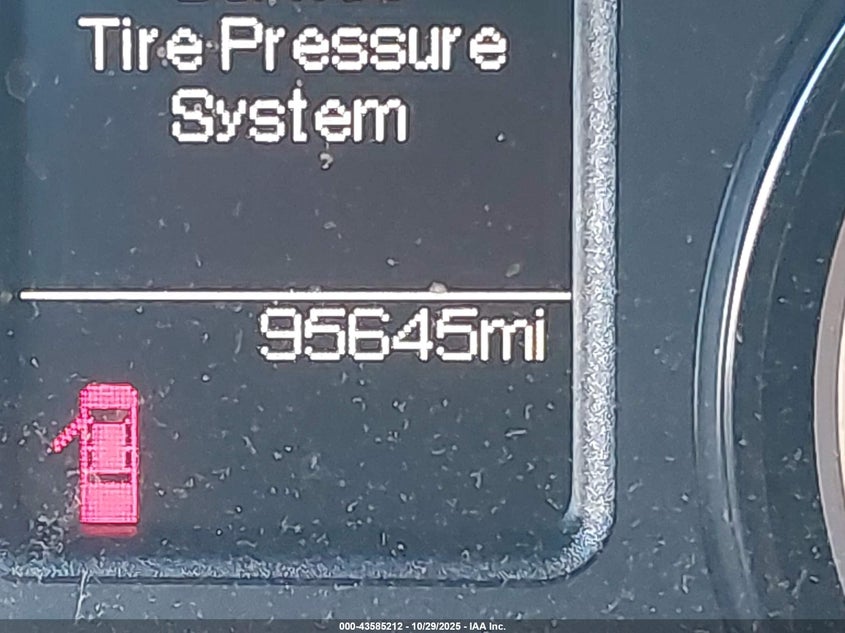 Tire Pressure
System
95645mi
000-43585212 - 10/29/2025 - IAA Inc.